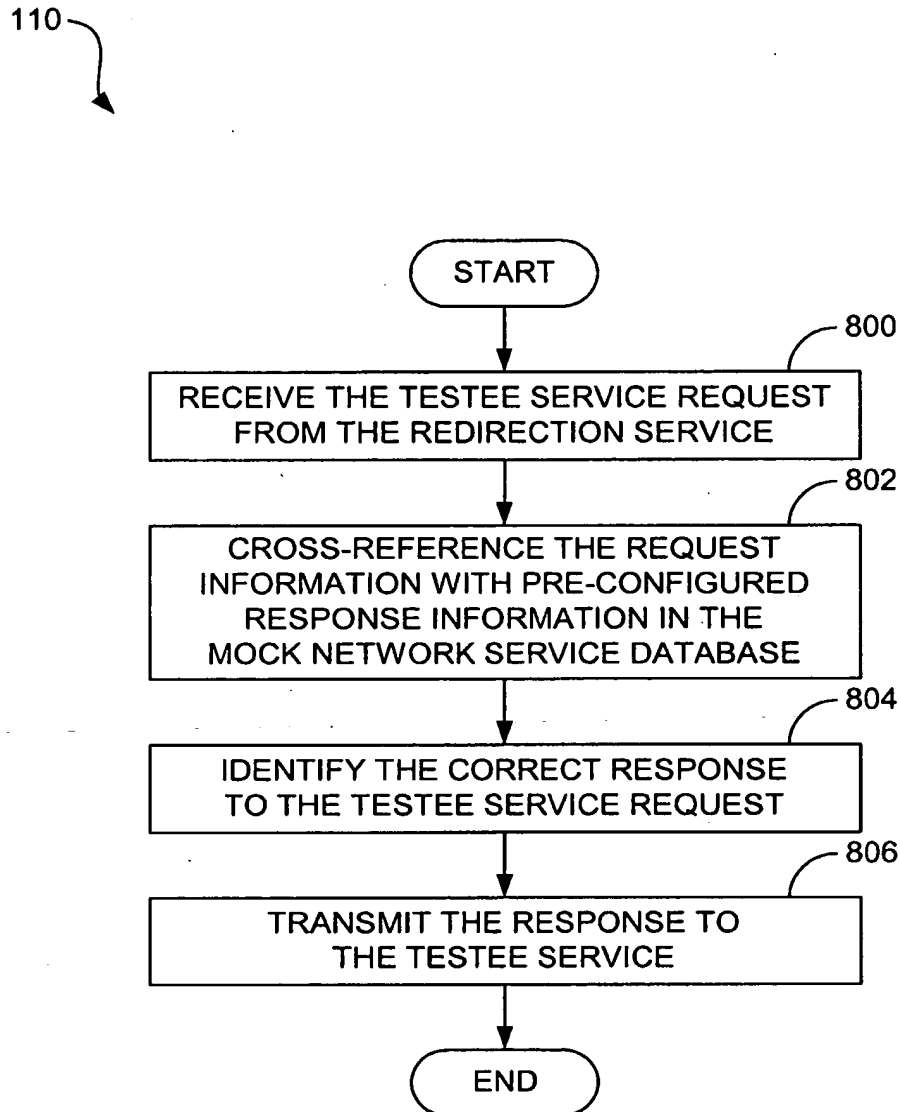 110
START
800
RECEIVE THE TESTEE SERVICE REQUEST
FROM THE REDIRECTION SERVICE
802
CROSS-REFERENCE THE REQUEST
INFORMATION WITH PRE-CONFIGURED
RESPONSE INFORMATION IN THE
MOCK NETWORK SERVICE DATABASE
804
IDENTIFY THE CORRECT RESPONSE
TO THE TESTEE SERVICE REQUEST
806
TRANSMIT THE RESPONSE TO
THE TESTEE SERVICE
END